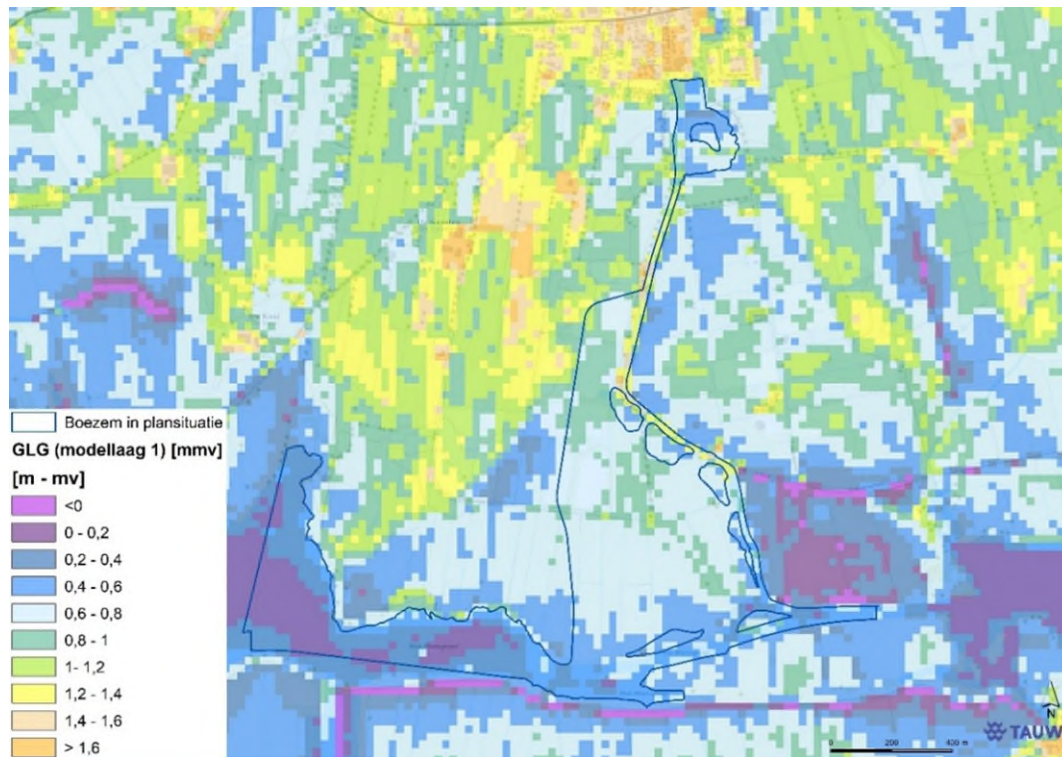 Boezem in plansituatie
GLG (modellaag 1) [mmv]
[m - mv]
<0
0 - 0,2
0,2 - 0,4
0,4 - 0,6
0,6 - 0,8
0,8 - 1
1- 1,2
1,2 - 1,4
1,4 - 1,6
> 1,6
N
TAUW
0 200 400 m